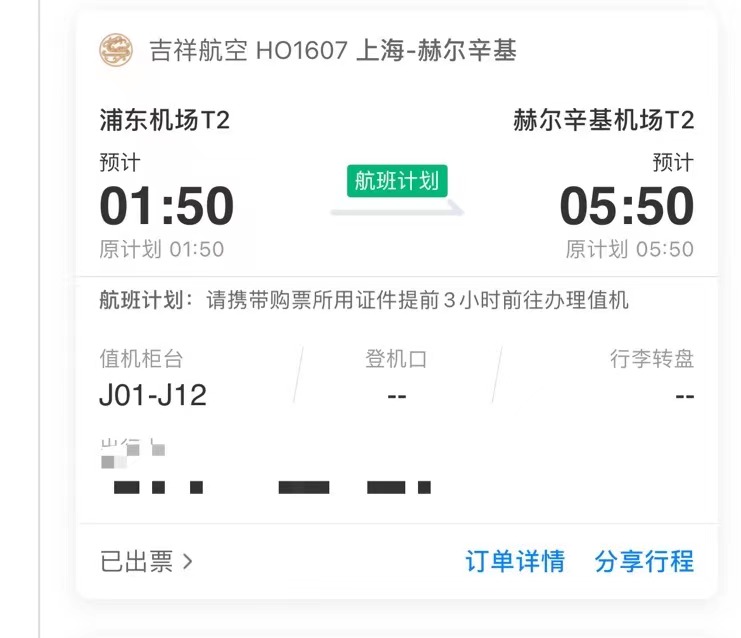 吉祥航空 HO1607 上海-赫尔辛基
浦东机场T2
赫尔辛基机场T2
预计
预计
01:50
航班计划
05:50
原计划 01:50
原计划 05:50
航班计划：请携带购票所用证件提前3小时前往办理值机
值机柜台
登机口
行李转盘
J01-J12
--
--
已出票
订单详情
分享行程